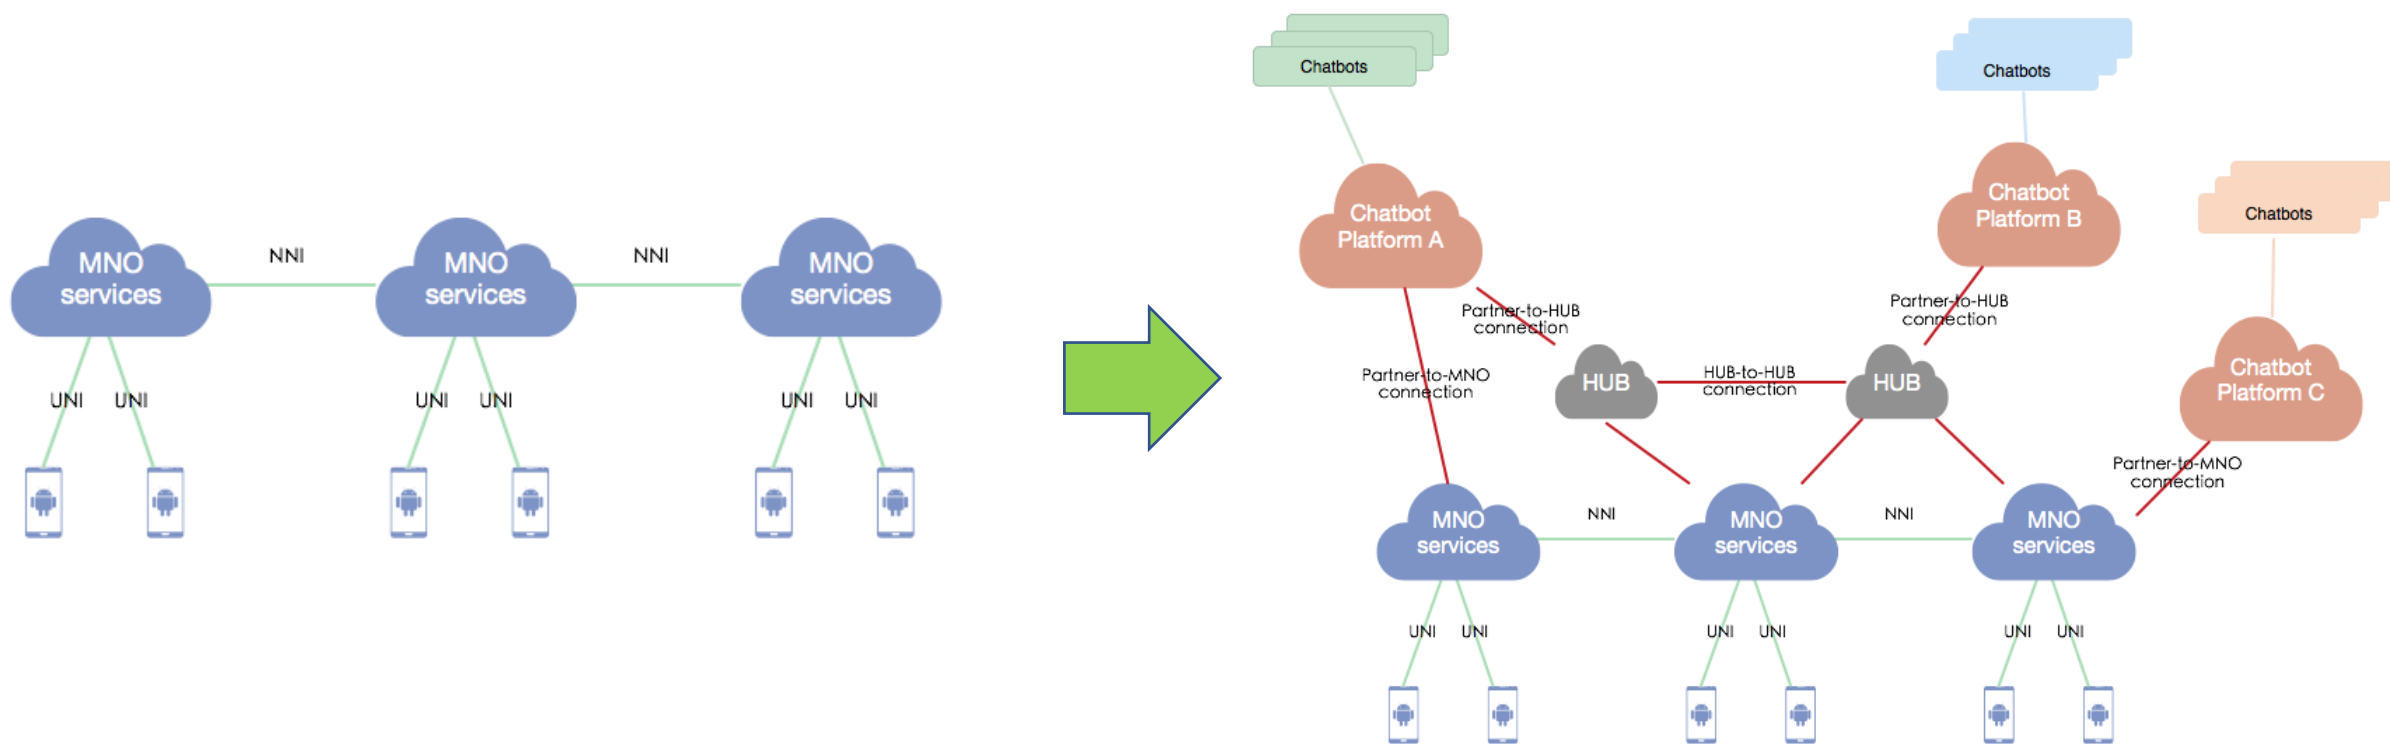 MNO
services
NNI
MNO
services
NNI
MNO
services
UNI
UNI
UNI
UNI
UNI
UNI
Chatbots
Chatbots
Chatbots
Chatbot
Platform A
Chatbot
Platform B
Chatbot
Platform C
Partner-to-HUB
connection
Partner-to-HUB
connection
Partner-to-MNO
connection
HUB
HUB-to-HUB
connection
HUB
Partner-to-MNO
connection
MNO
services
NNI
MNO
services
NNI
MNO
services
UNI
UNI
UNI
UNI
UNI
UNI